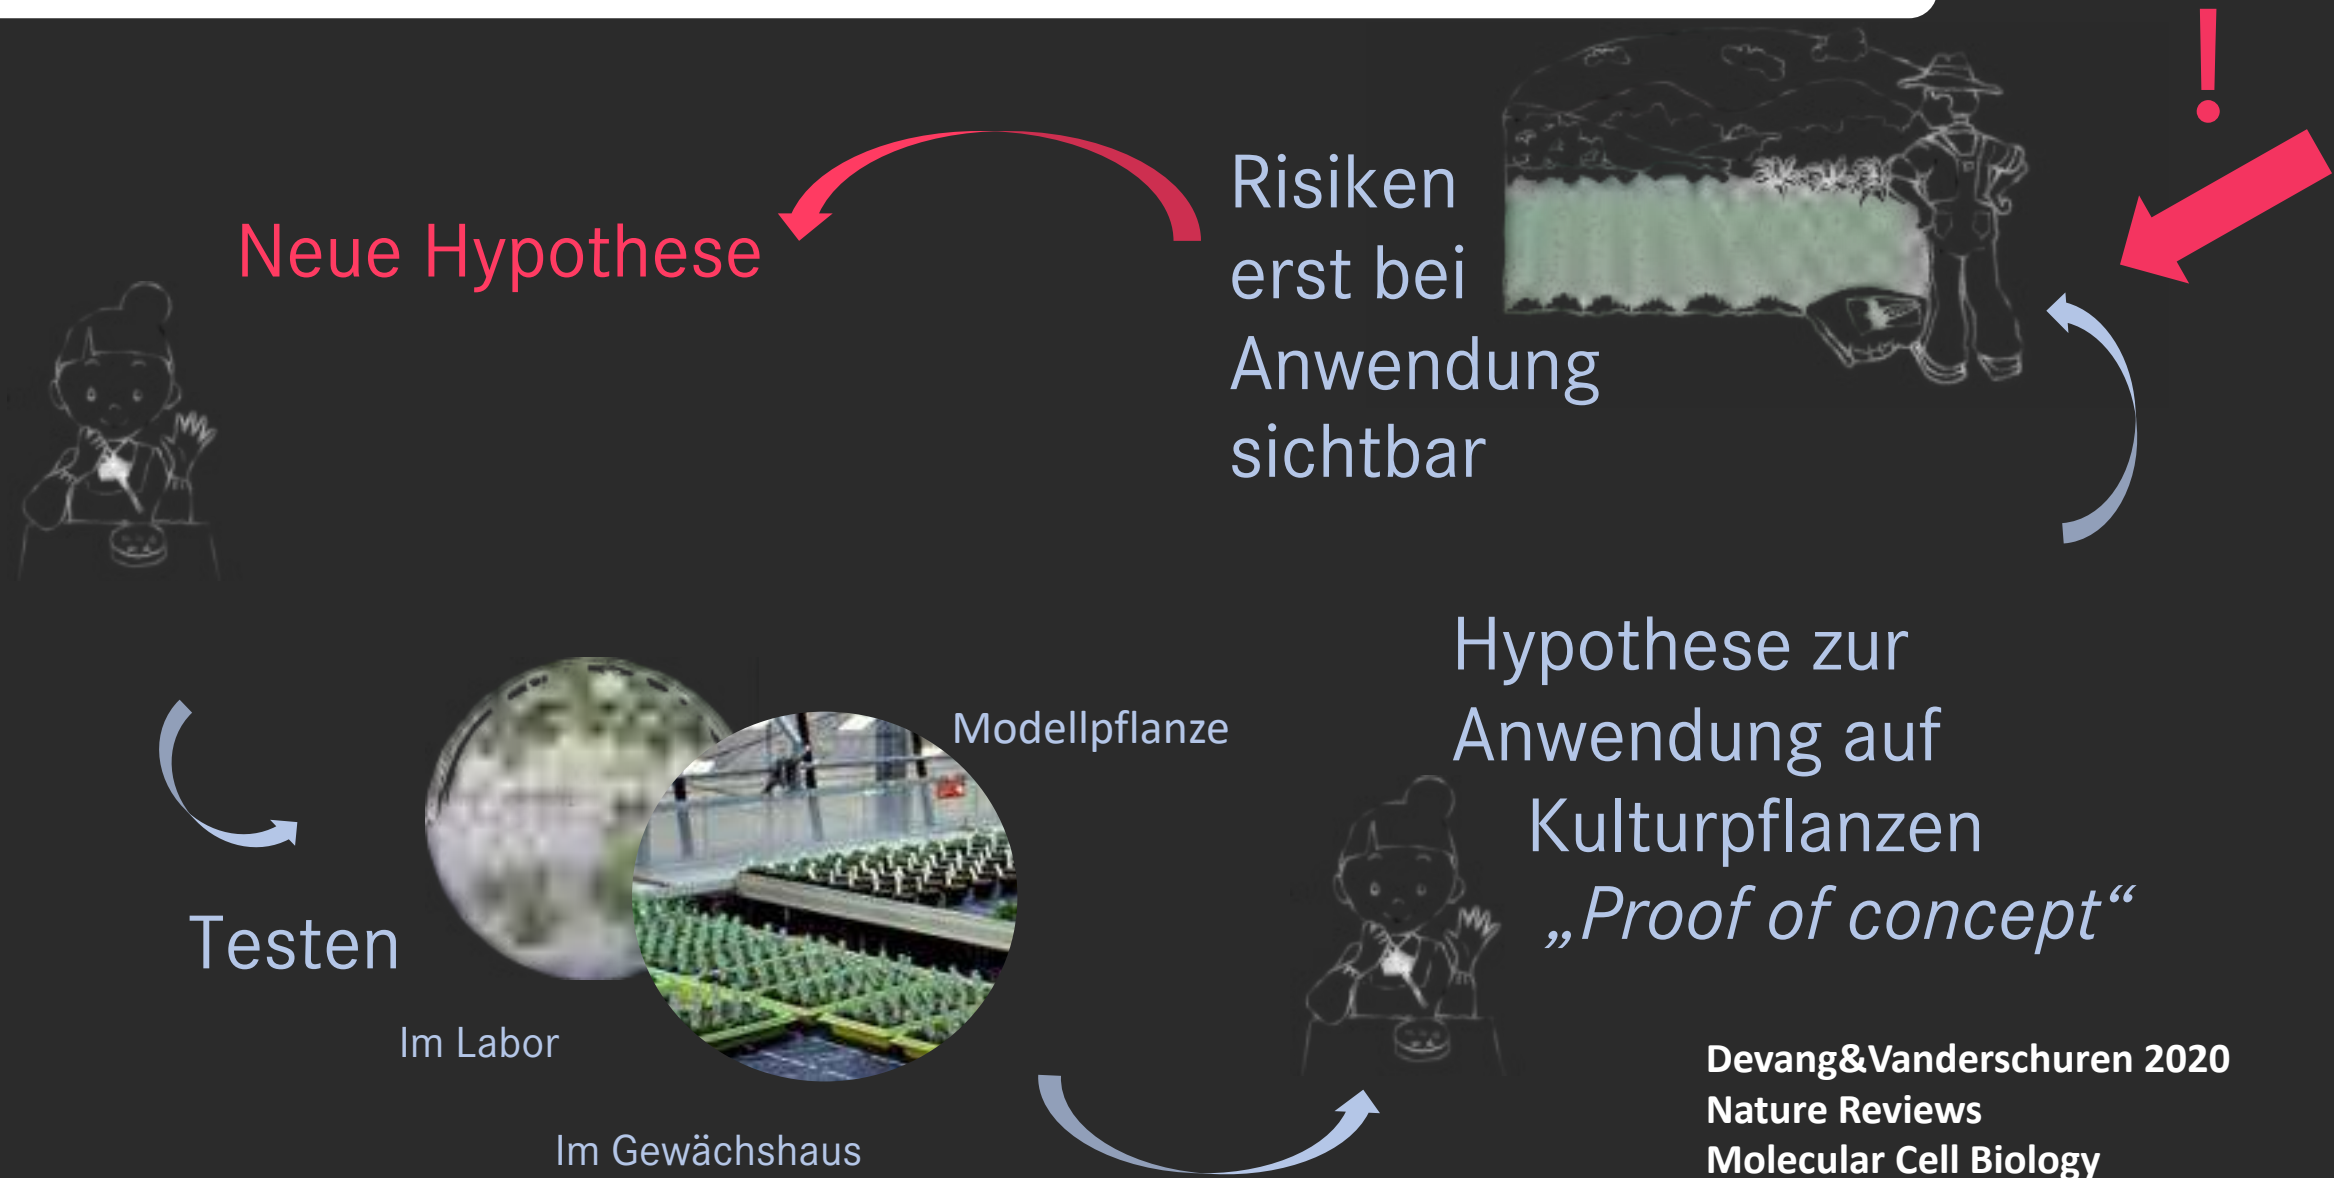 !
Neue Hypothese
Risiken
erst bei
Anwendung
sichtbar
Testen
Im Labor
Im Gewächshaus
Modellpflanze
Hypothese zur
Anwendung auf
Kulturpflanzen
„Proof of concept“
Devang&Vanderschuren 2020
Nature Reviews
Molecular Cell Biology